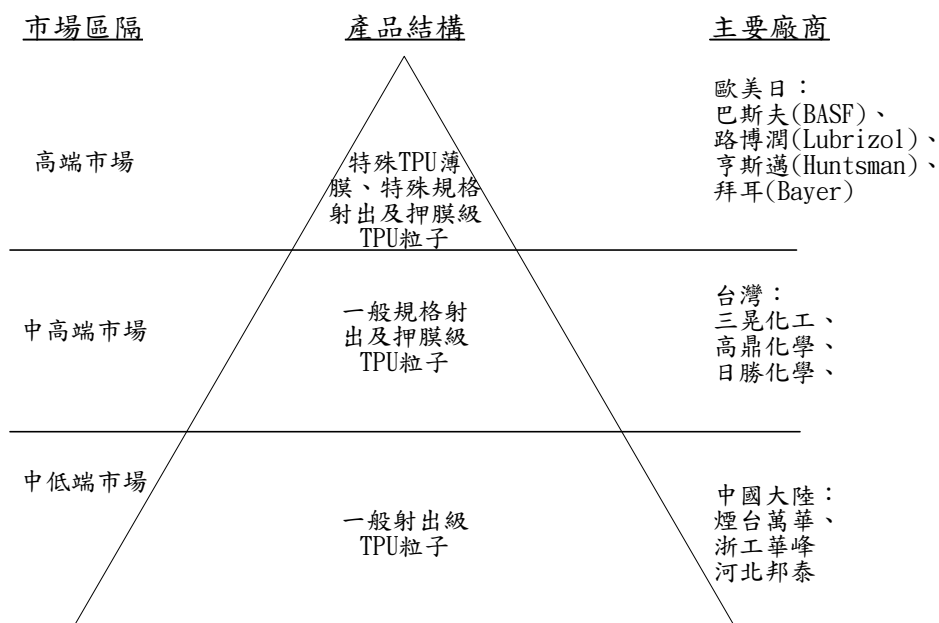 市場區隔
產品結構
主要廠商
高端市場
特殊TPU薄
膜、特殊規格
射出及押膜級
TPU粒子
歐美日：
巴斯夫(BASF)、
路博潤(Lubrizol)、
亨斯邁(Huntsman)、
拜耳(Bayer)
中高端市場
一般規格射
出及押膜級
TPU粒子
台灣：
三晃化工、
高鼎化學、
日勝化學、
中低端市場
一般射出級
TPU粒子
中國大陸：
煙台萬華、
浙工華峰
河北邦泰